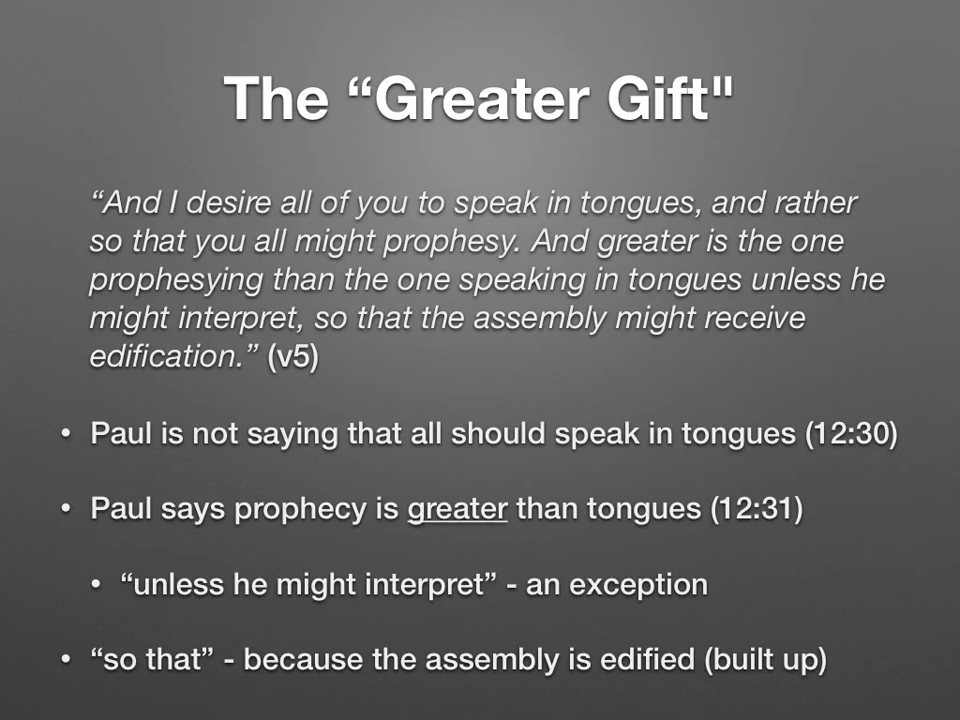 The “Greater Gift"
“And I desire all of you to speak in tongues, and rather
so that you all might prophesy. And greater is the one
prophesying than the one speaking in tongues unless he
might interpret, so that the assembly might receive
edification.” (v5)
• Paul is not saying that all should speak in tongues (12:30)
• Paul says prophecy is greater than tongues (12:31)
• “unless he might interpret” - an exception
• “so that” - because the assembly is edified (built up)